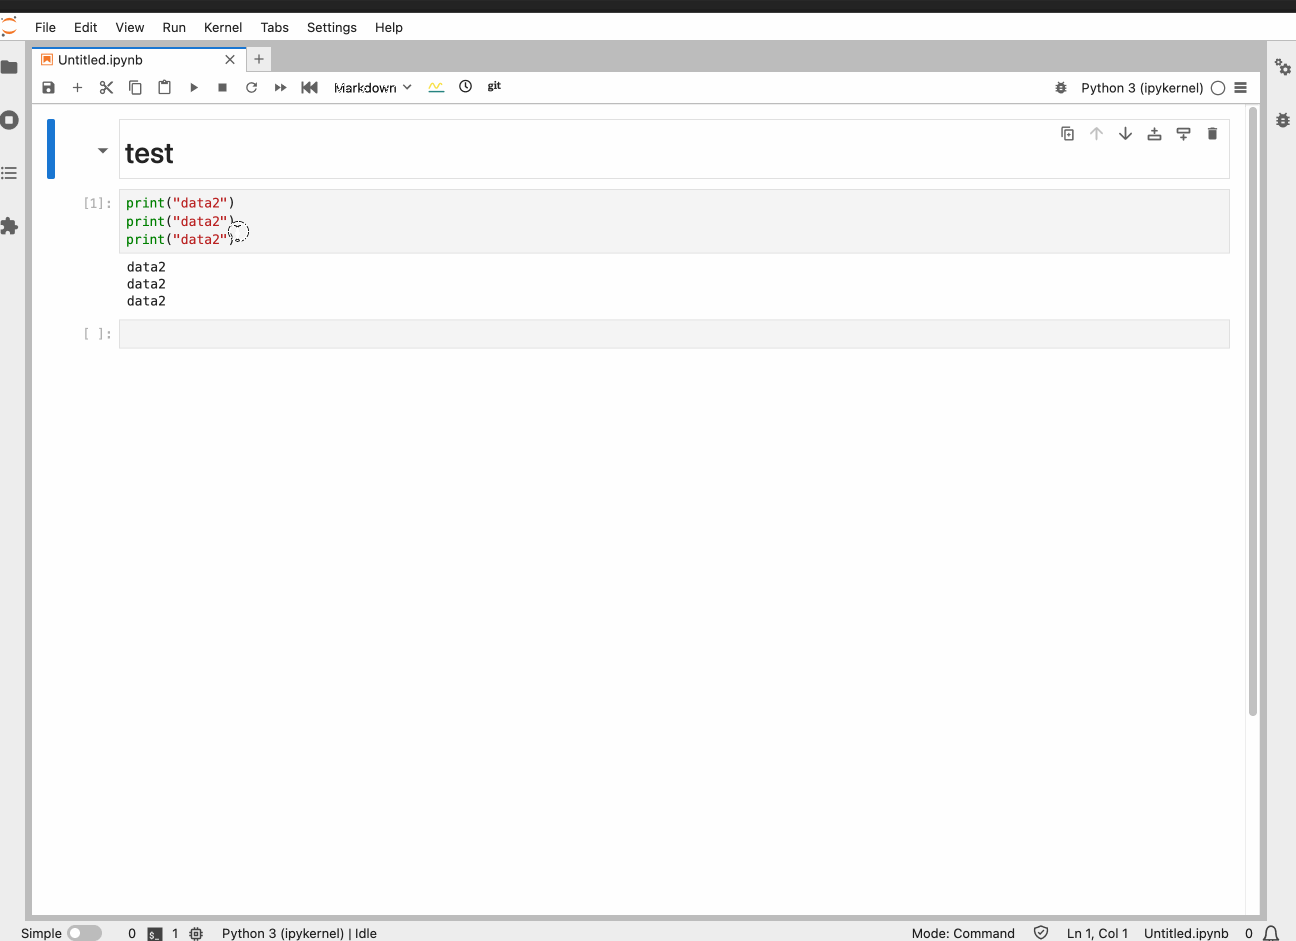 File Edit View Run Kernel Tabs Settings Help
Untitled.ipynb
Markdown git Python 3 (ipykernel)
test
[1]: print("data2")
print("data2")
print("data2")
data2
data2
data2
[ ]:
Simple 0 $_ 1 Python 3 (ipykernel) | Idle Mode: Command Ln 1, Col 1 Untitled.ipynb 0